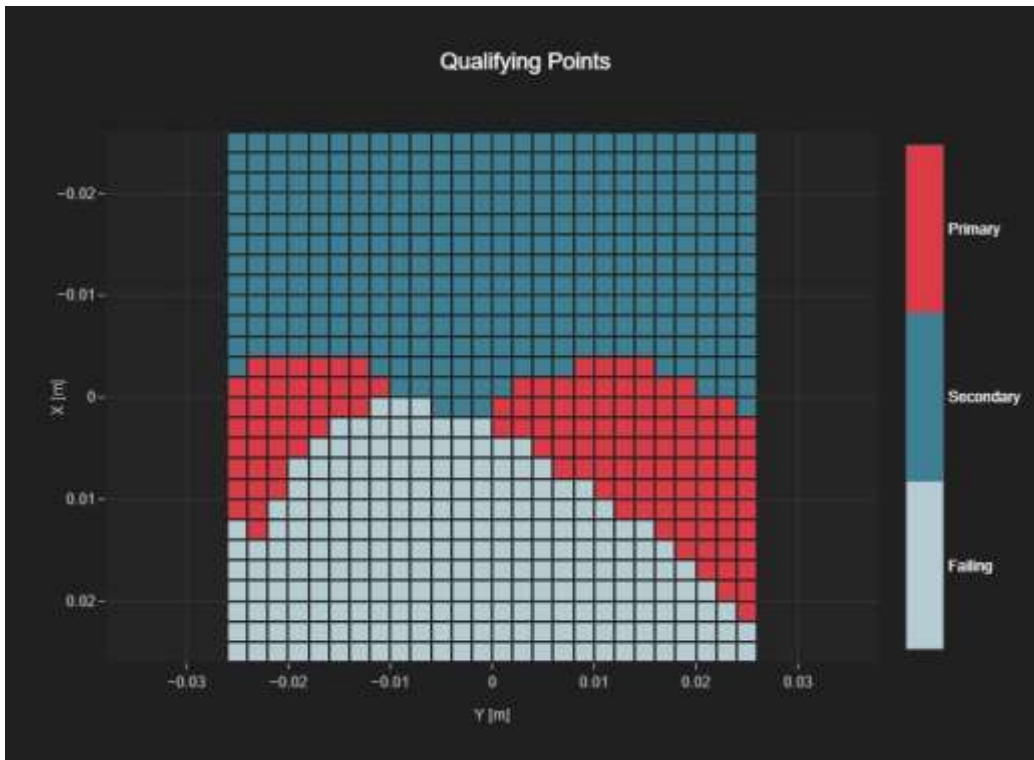 Qualifying Points
−0.02
−0.01
0
0.01
0.02
X [m]
−0.03
−0.02
−0.01
0
0.01
0.02
0.03
Y [m]
Primary
Secondary
Failing